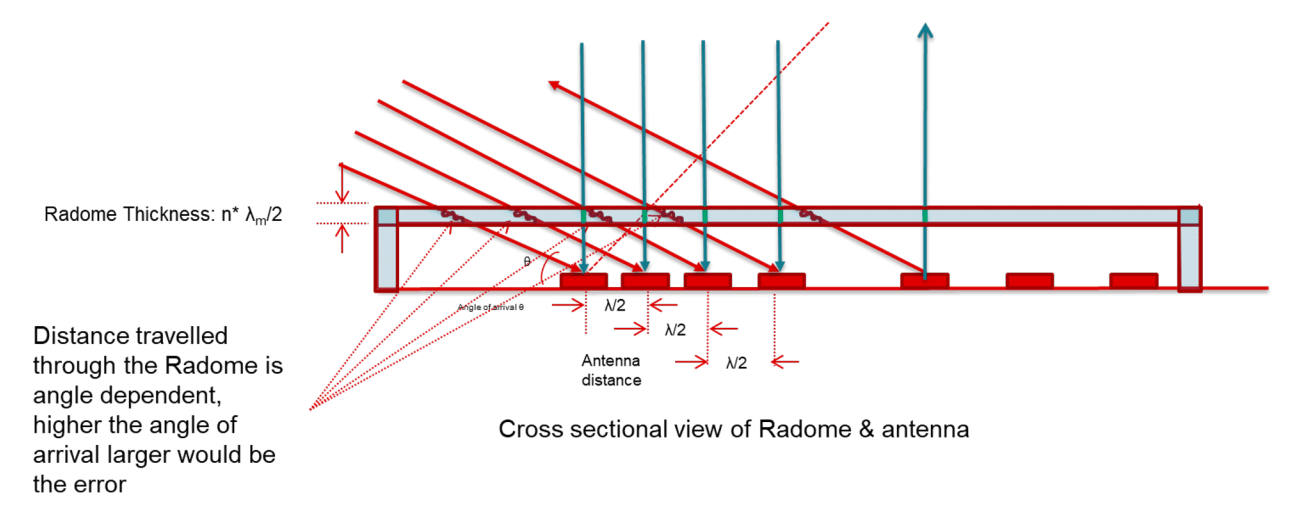 Radome Thickness: n* λm/2
θ
Angle of arrival θ
λ/2
λ/2
λ/2
Antenna
distance
Distance travelled
through the Radome is
angle dependent,
higher the angle of
arrival larger would be
the error
Cross sectional view of Radome & antenna